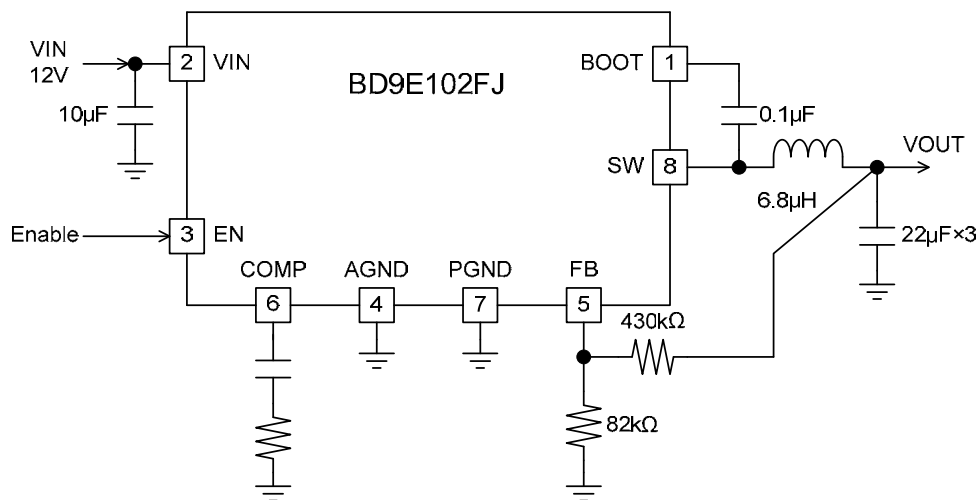 VIN
12V
10µF
2
VIN
BD9E102FJ
BOOT
1
0.1µF
SW
8
VOUT
6.8µH
22µF×3
Enable
3
EN
COMP
AGND
PGND
FB
6
4
7
5
430kΩ
82kΩ